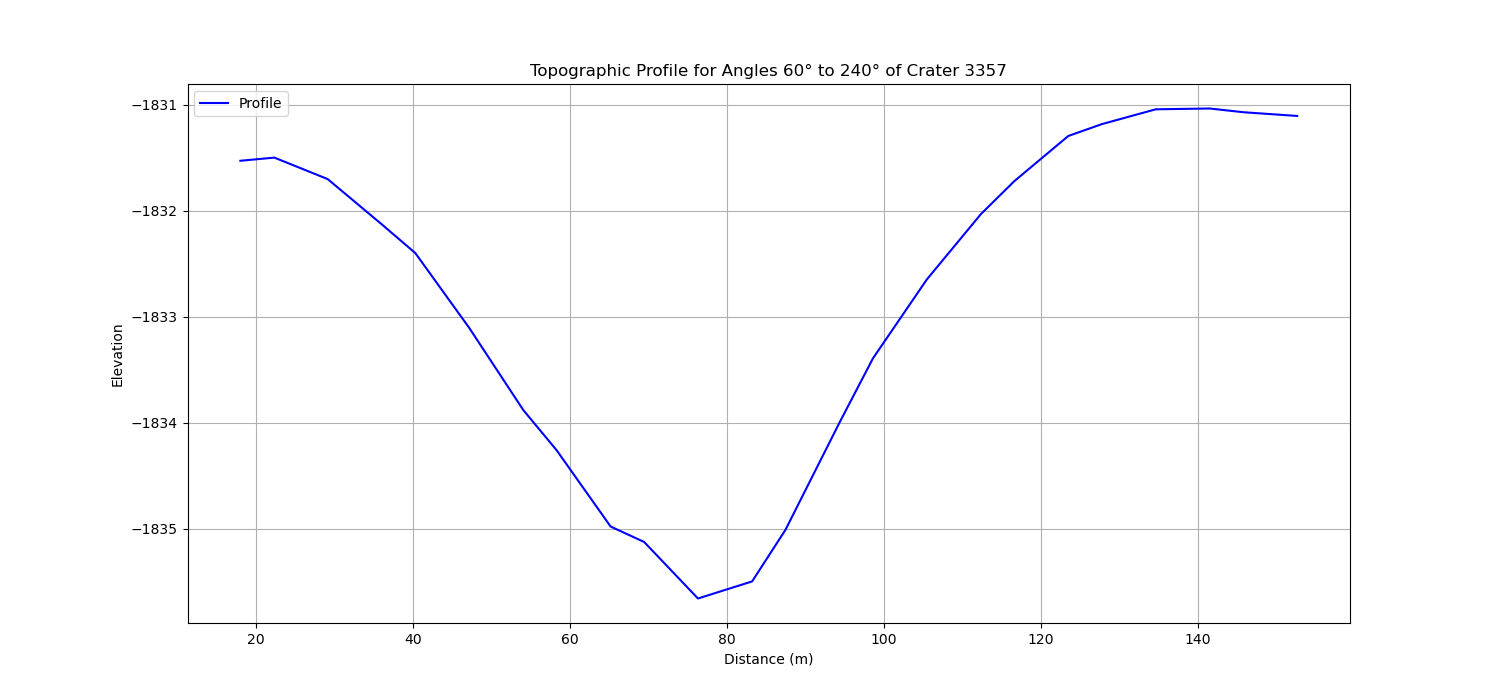 Topographic Profile for Angles 60° to 240° of Crater 3357
Profile
−1831
−1832
−1833
−1834
−1835
Elevation
20 40 60 80 100 120 140
Distance (m)